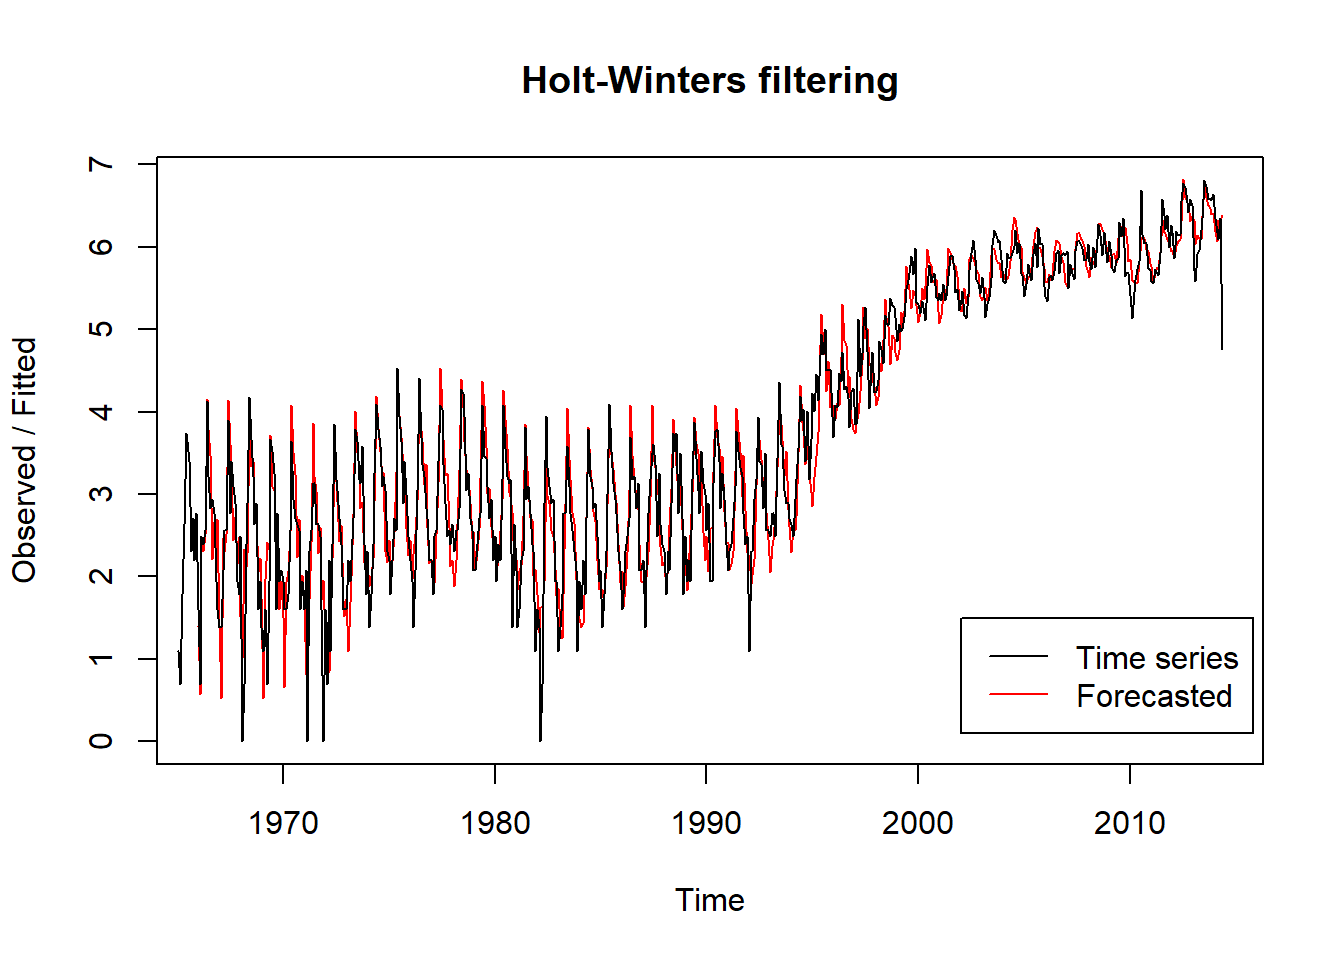 Holt-Winters filtering
Observed / Fitted
7
6
5
4
3
2
1
0
Time series
Forecasted
1970 1980 1990 2000 2010
Time